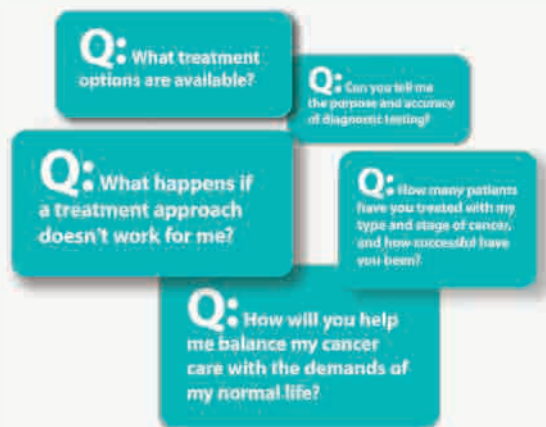 Q: What treatment
options are available?
Q: Can you tell me
the purpose and accuracy
of diagnostic testing?
Q: What happens if
a treatment approach
doesn't work for me?
Q: How many patients
have you treated with my
type and stage of cancer,
and how successful have
you been?
Q: How will you help
me balance my cancer
care with the demands of
my normal life?